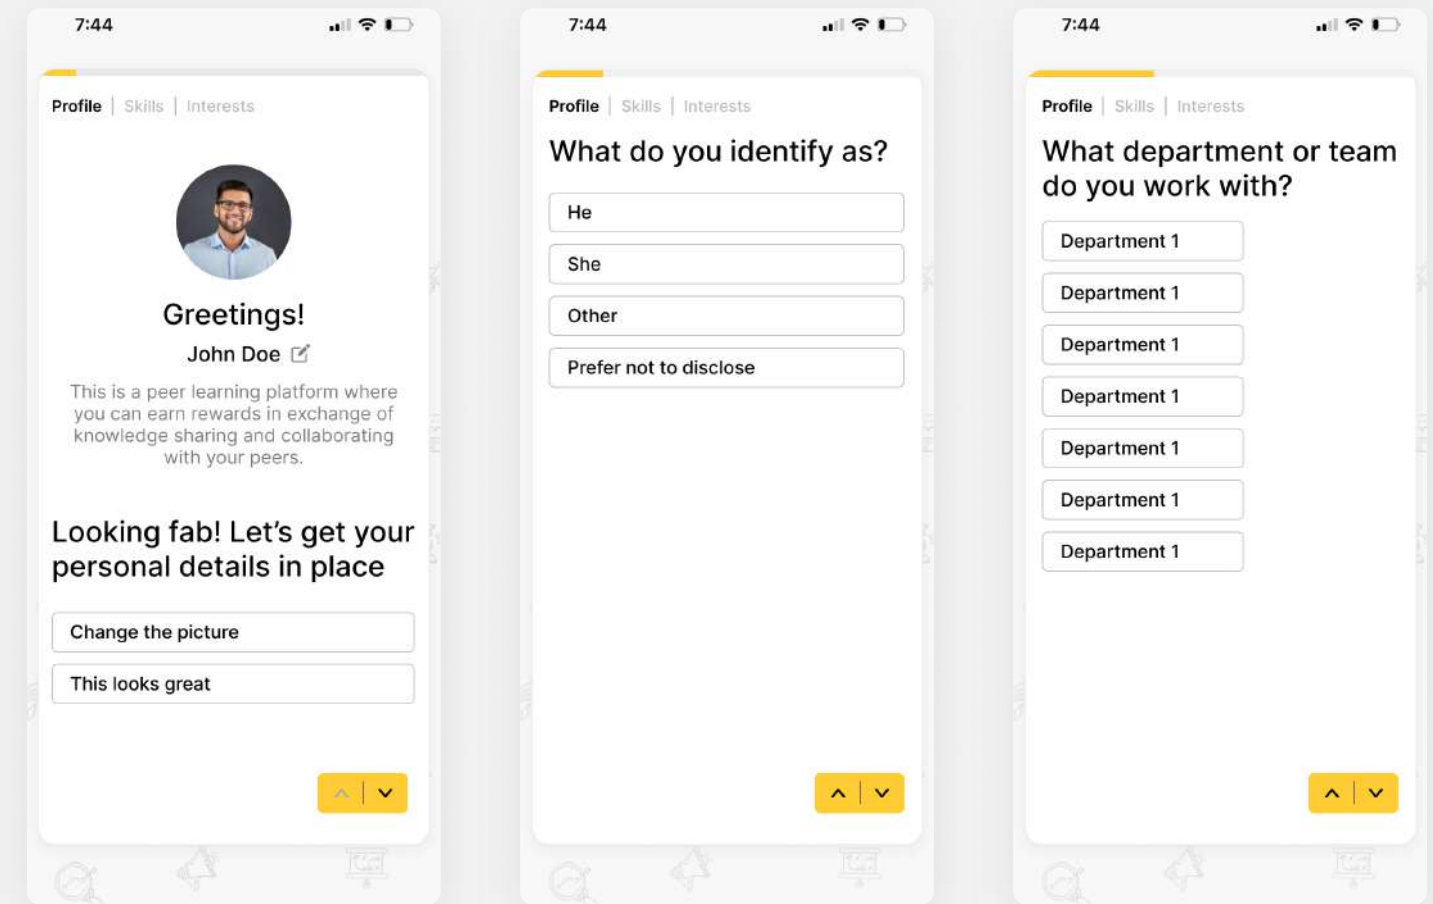 7:44
Profile | Skills | Interests
Greetings!
John Doe
This is a peer learning platform where
you can earn rewards in exchange of
knowledge sharing and collaborating
with your peers.
Looking fab! Let's get your
personal details in place
Change the picture
This looks great
7:44
Profile | Skills | Interests
What do you identify as?
He
She
Other
Prefer not to disclose
7:44
Profile | Skills | Interests
What department or team
do you work with?
Department 1
Department 1
Department 1
Department 1
Department 1
Department 1
Department 1